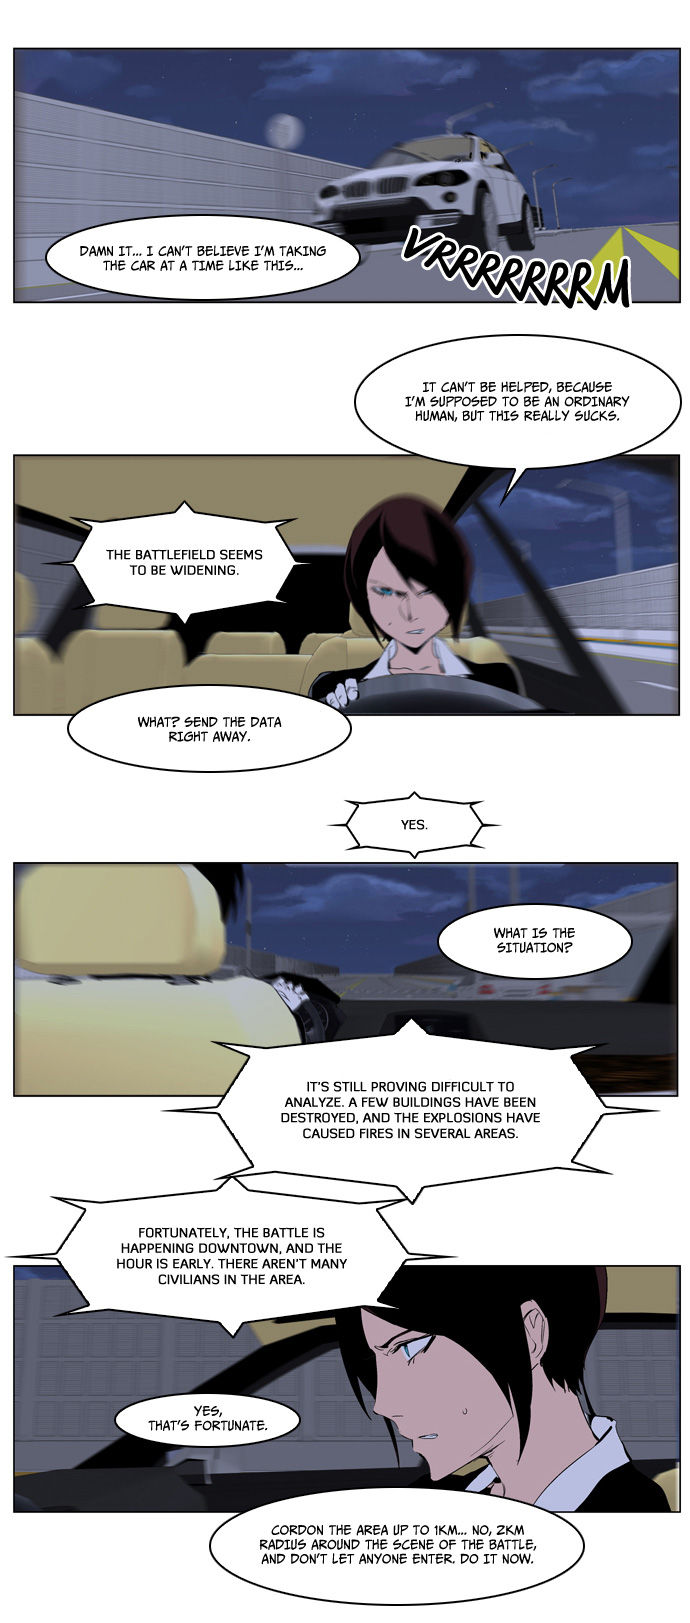 DAMN IT... I CAN'T BELIEVE I'M TAKING
THE CAR AT A TIME LIKE THIS...
VRRRRRRRM
IT CAN'T BE HELPED, BECAUSE
I'M SUPPOSED TO BE AN ORDINARY
HUMAN, BUT THIS REALLY SUCKS.
THE BATTLEFIELD SEEMS
TO BE WIDENING.
WHAT? SEND THE DATA
RIGHT AWAY.
YES.
WHAT IS THE
SITUATION?
IT'S STILL PROVING DIFFICULT TO
ANALYZE. A FEW BUILDINGS HAVE BEEN
DESTROYED, AND THE EXPLOSIONS HAVE
CAUSED FIRES IN SEVERAL AREAS.
FORTUNATELY, THE BATTLE IS
HAPPENING DOWNTOWN, AND THE
HOUR IS EARLY. THERE AREN'T MANY
CIVILIANS IN THE AREA.
YES,
THAT'S FORTUNATE.
CORDON THE AREA UP TO 1KM... NO, 2KM
RADIUS AROUND THE SCENE OF THE BATTLE,
AND DON'T LET ANYONE ENTER. DO IT NOW.